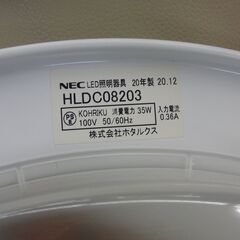 NEC LED照明器具 20年製 20.12
HLDC08203
PSE KOHRIKU 消費電力 35W 入力電流
100V 50/60Hz 0.36A
株式会社ホタルクス